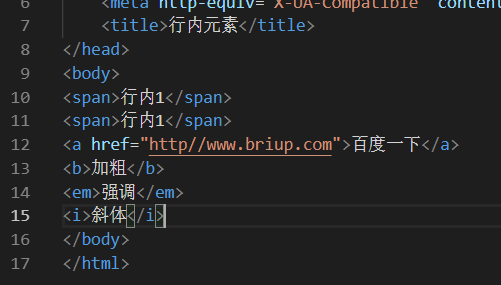 6 <meta http-equiv="X-UA-Compatible" content
7 <title>行内元素</title>
8 </head>
9 <body>
10 <span>行内1</span>
11 <span>行内1</span>
12 <a href="http//www.briup.com">百度一下</a>
13 <b>加粗</b>
14 <em>强调</em>
15 <i>斜体</i>
16 </body>
17 </html>